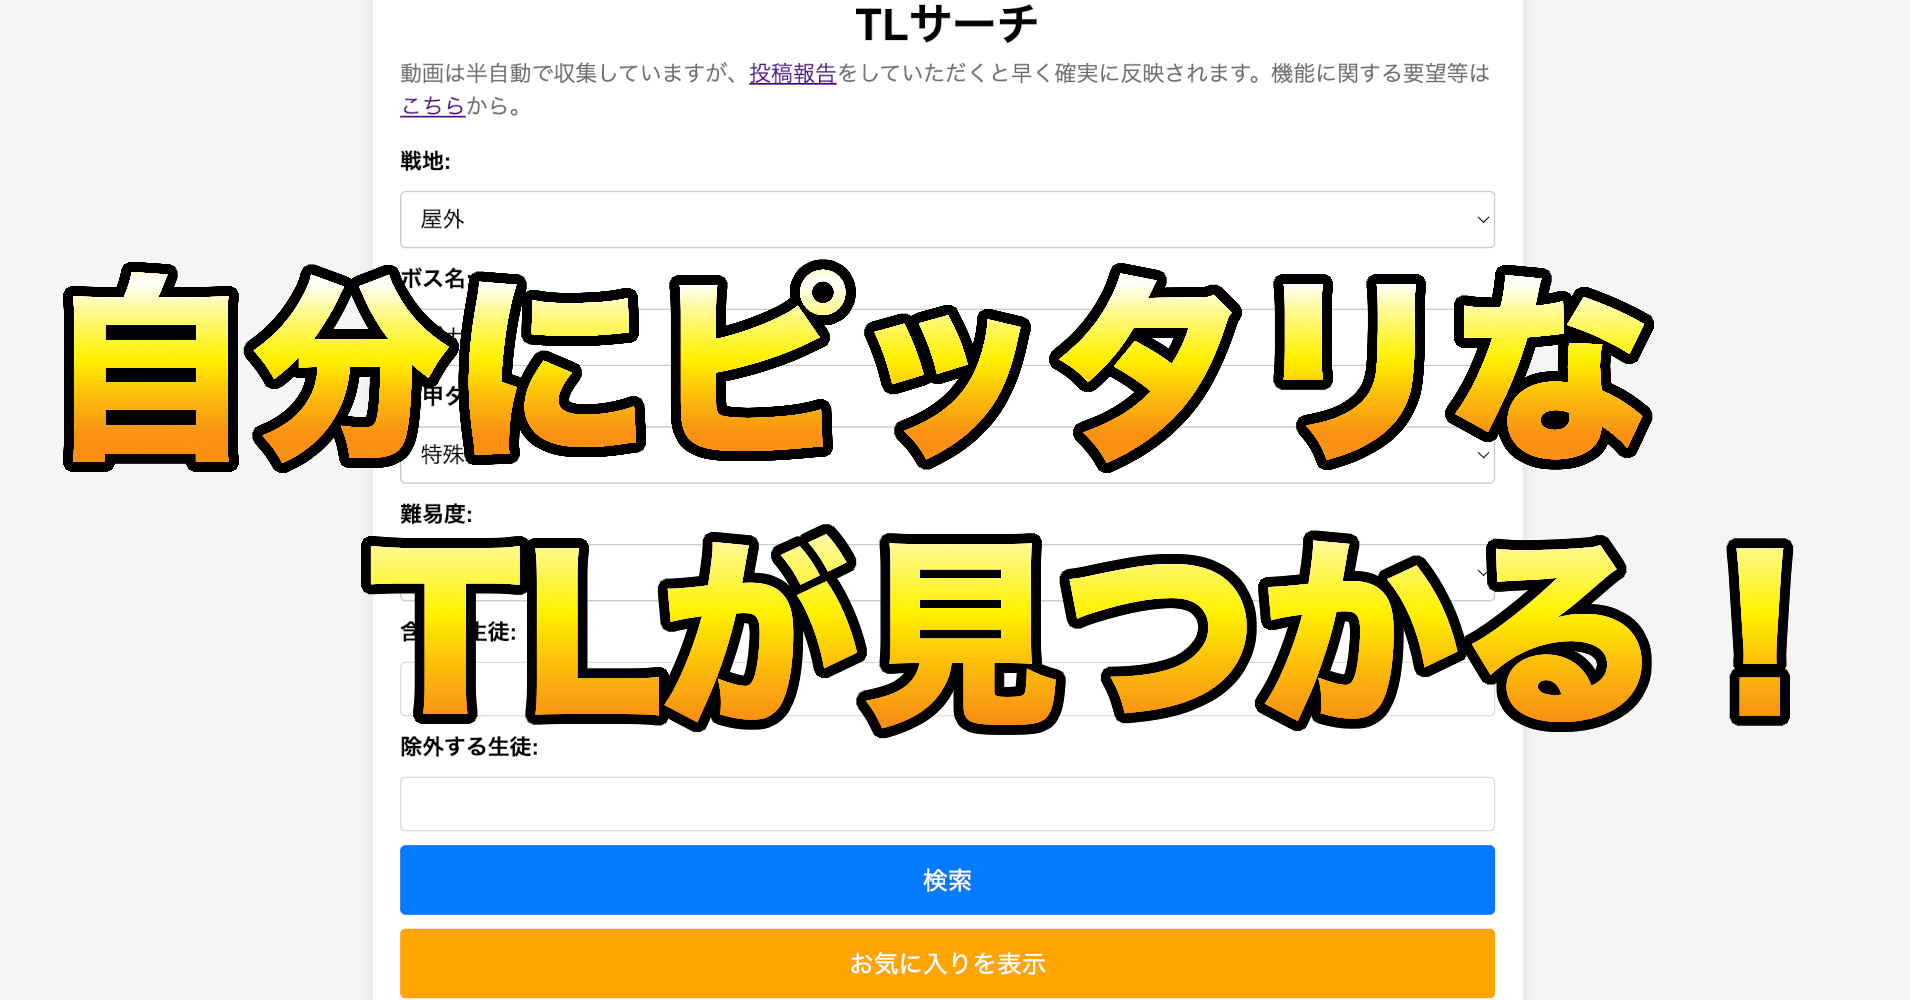 TLサーチ
動画は半自動で収集していますが、投稿報告をしていただくと早く確実に反映されます。機能に関する要望等は
こちらから。
戦地:
屋外
ボス名:
自分にピッタリな
甲タ
特殊
難易度:
TLが見つかる！
含 生徒:
除外する生徒:
検索
お気に入りを表示